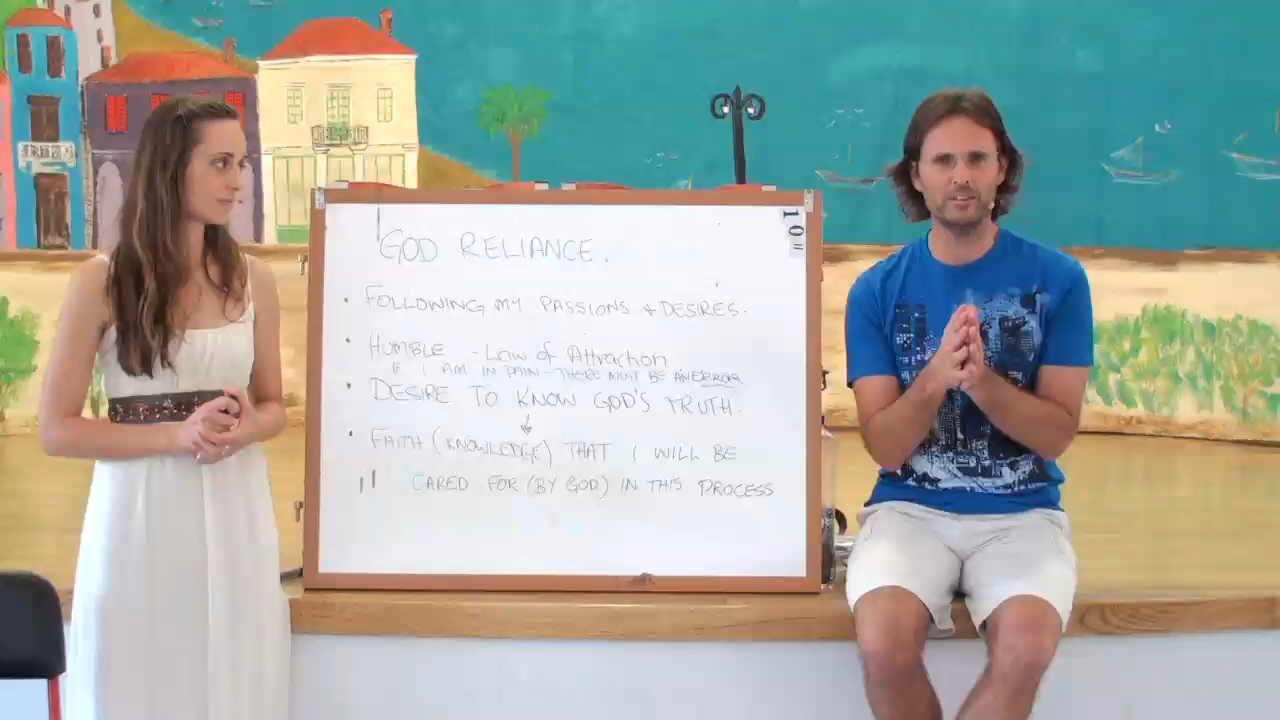 10"
GOD RELIANCE.
• FOLLOWING MY PASSIONS & DESIRES.
• HUMBLE - Law of Attraction
IF I AM IN PAIN - THERE MUST BE AN ERROR
• DESIRE TO KNOW GOD'S TRUTH.
• FAITH (KNOWLEDGE) THAT I WILL BE
CARED FOR (BY GOD) IN THIS PROCESS